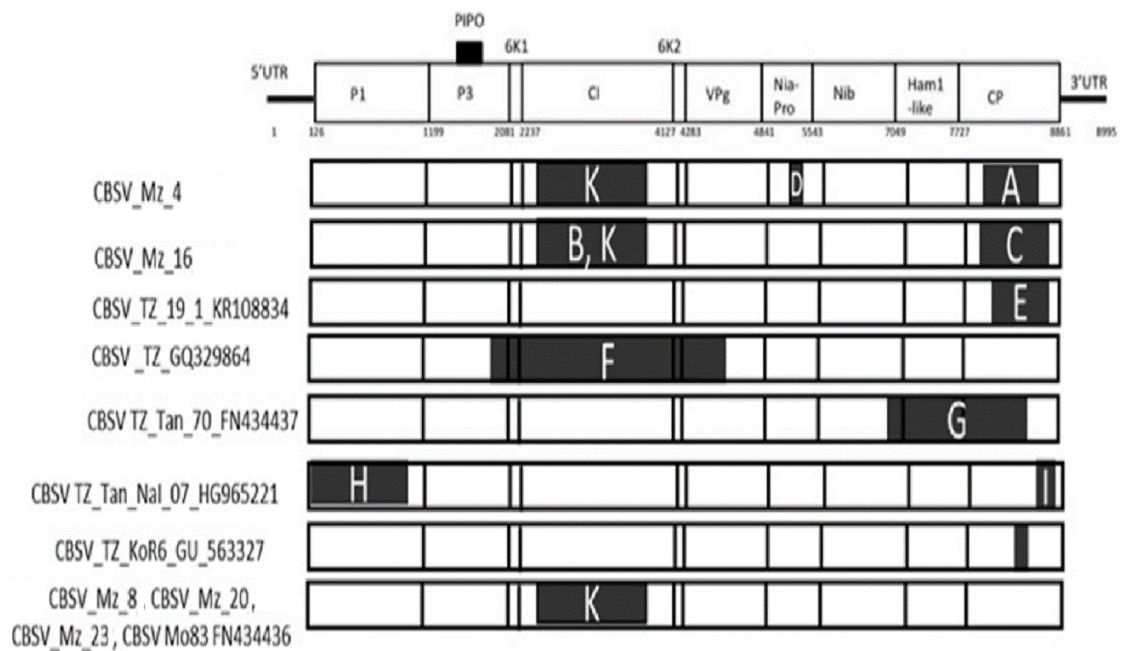 PIPO
6K1 6K2
5'UTR P1 P3 CI VPg Nia- Nib Ham1 CP 3'UTR
Pro -like
1 126 1199 2081 2237 4127 4283 4841 5543 7049 7727 8861 8995
CBSV_Mz_4 K D A
CBSV_Mz_16 B, K C
CBSV_TZ_19_1_KR108834 E
CBSV _TZ_GQ329864 F
CBSV TZ_Tan_70_FN434437 G
CBSV TZ_Tan_Nal_07_HG965221 H I
CBSV_TZ_KoR6_GU_563327
CBSV_Mz_8 , CBSV_Mz_20, K
CBSV_Mz_23 , CBSV Mo83 FN434436